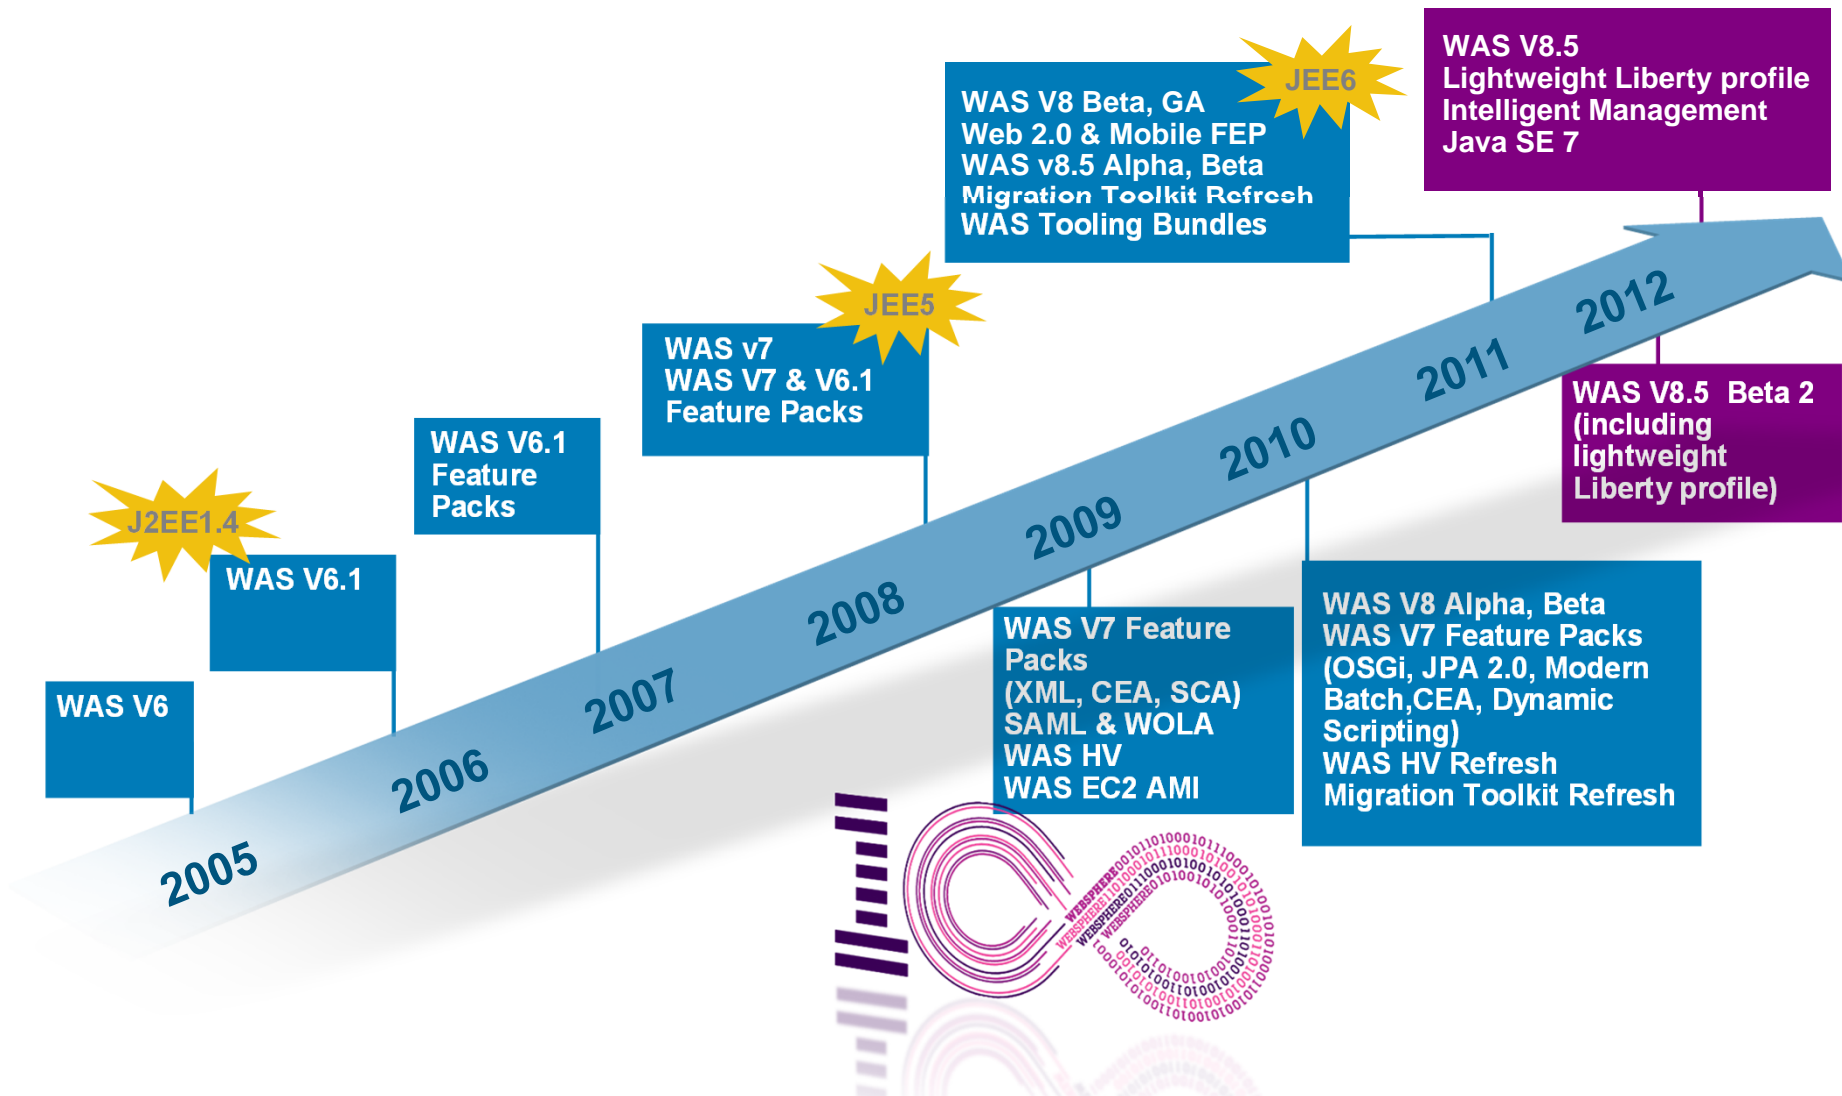 WAS V8.5
Lightweight Liberty profile
Intelligent Management
Java SE 7
JEE6
WAS V8 Beta, GA
Web 2.0 & Mobile FEP
WAS v8.5 Alpha, Beta
Migration Toolkit Refresh
WAS Tooling Bundles
JEE5
WAS v7
WAS V7 & V6.1
Feature Packs
WAS V6.1
Feature
Packs
J2EE1.4
WAS V6.1
WAS V6
2005
2006
2007
2008
2009
2010
2011
2012
WAS V8.5  Beta 2
(including
lightweight
Liberty profile)
WAS V7 Feature
Packs
(XML, CEA, SCA)
SAML & WOLA
WAS HV
WAS EC2 AMI
WAS V8 Alpha, Beta
WAS V7 Feature Packs
(OSGi, JPA 2.0, Modern
Batch,CEA, Dynamic
Scripting)
WAS HV Refresh
Migration Toolkit Refresh
WEBSPHERE
WEBSPHERE
WEBSPHERE
WEBSPHERE